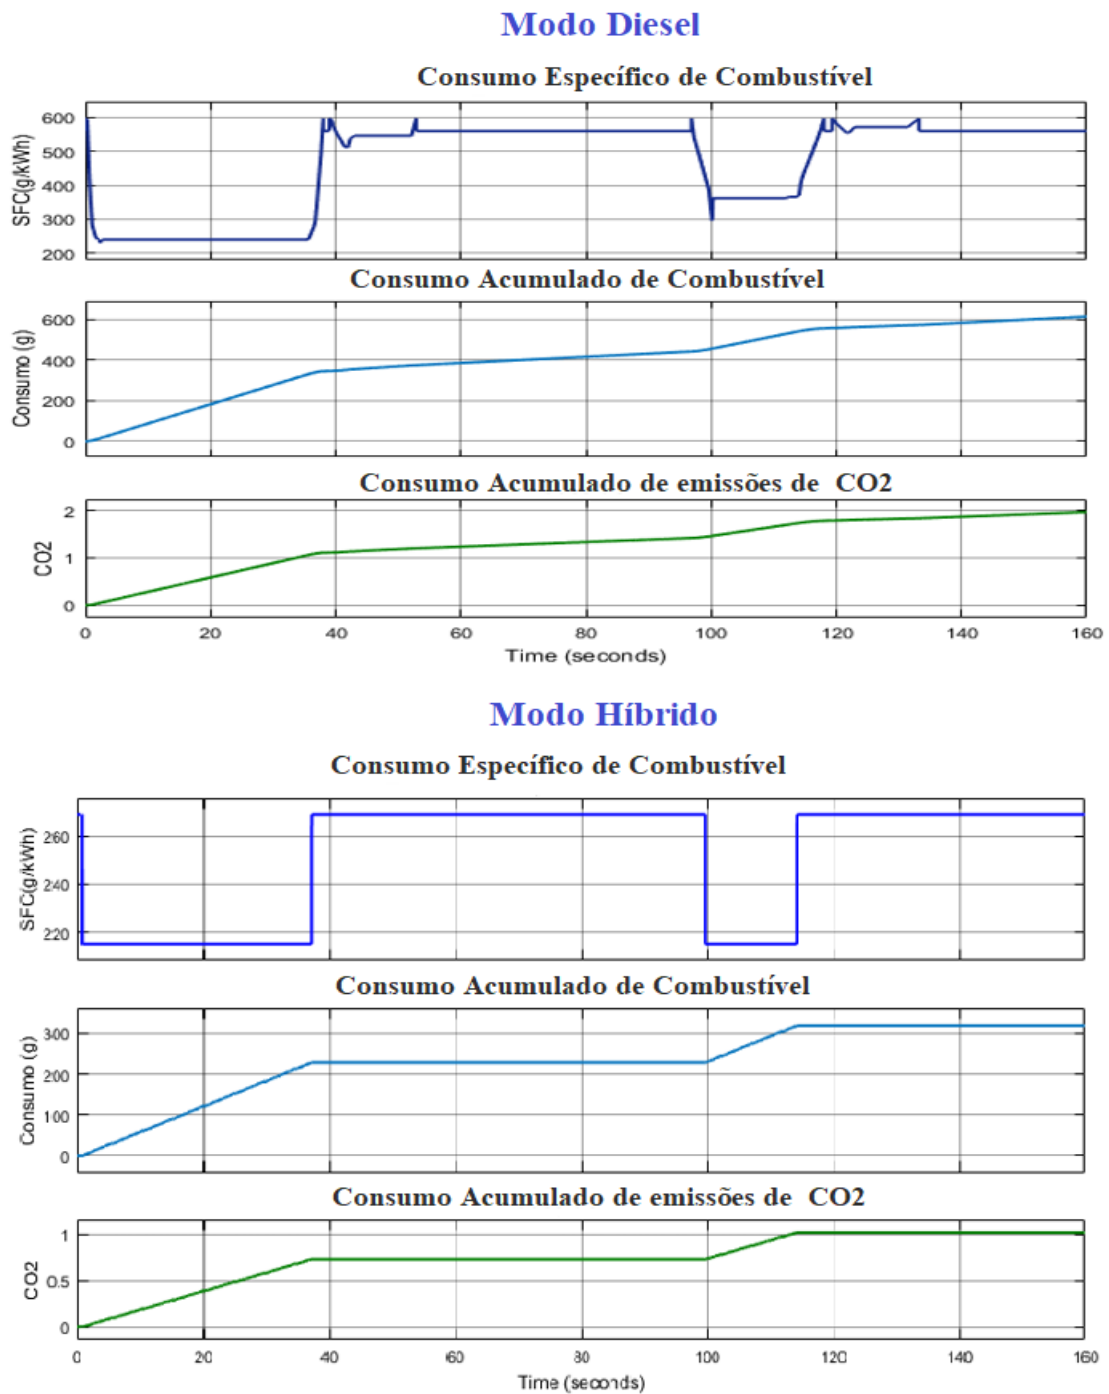 Modo Diesel
Consumo Específico de Combustível
600
500
400
300
200
SFC(g/kWh)
Consumo Acumulado de Combustível
600
400
200
0
Consumo (g)
Consumo Acumulado de emissões de CO2
2
1
0
CO2
0 20 40 60 80 100 120 140 160
Time (seconds)
Modo Híbrido
Consumo Específico de Combustível
260
240
220
SFC(g/kWh)
Consumo Acumulado de Combustível
300
200
100
0
Consumo (g)
Consumo Acumulado de emissões de CO2
1
0.5
0
CO2
0 20 40 60 80 100 120 140 160
Time (seconds)